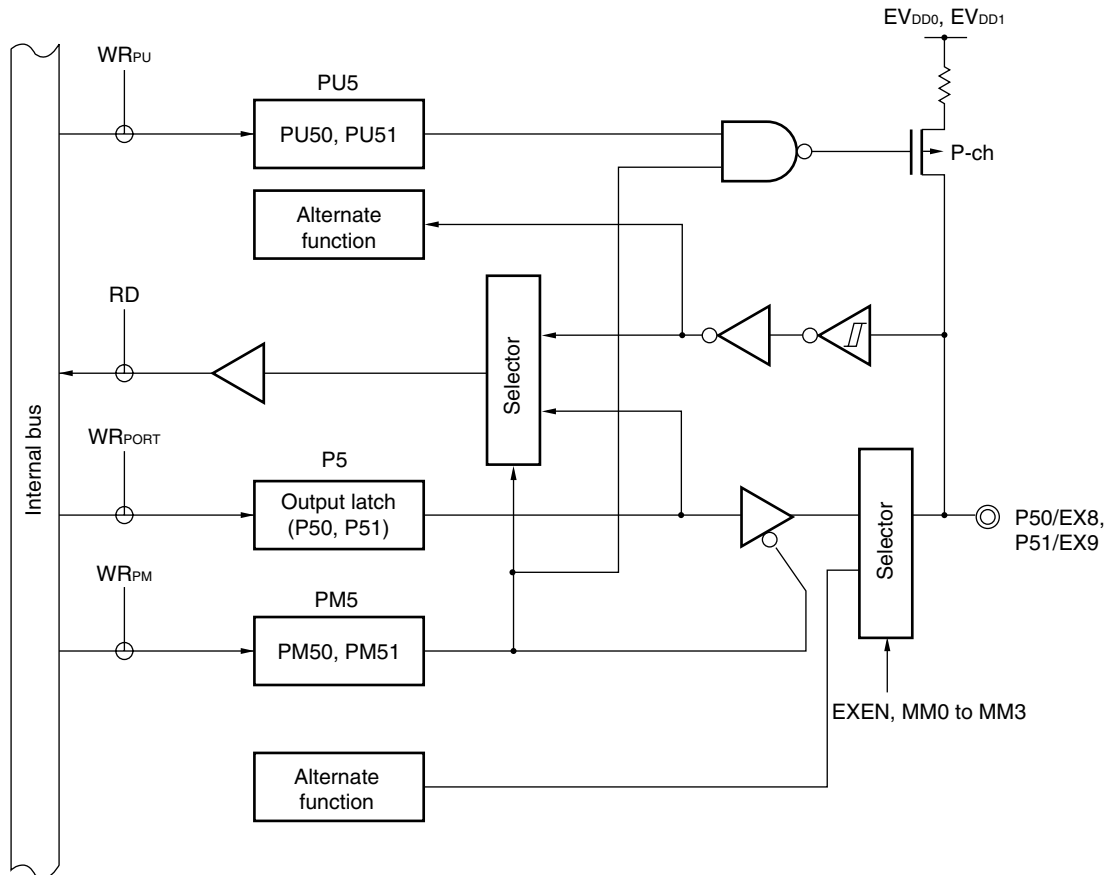 EVDD0, EVDD1
WRPU
PU5
PU50, PU51
P-ch
Alternate
function
RD
Selector
Internal bus
WRPORT
P5
Output latch
(P50, P51)
Selector
P50/EX8,
P51/EX9
WRPM
PM5
PM50, PM51
EXEN, MM0 to MM3
Alternate
function